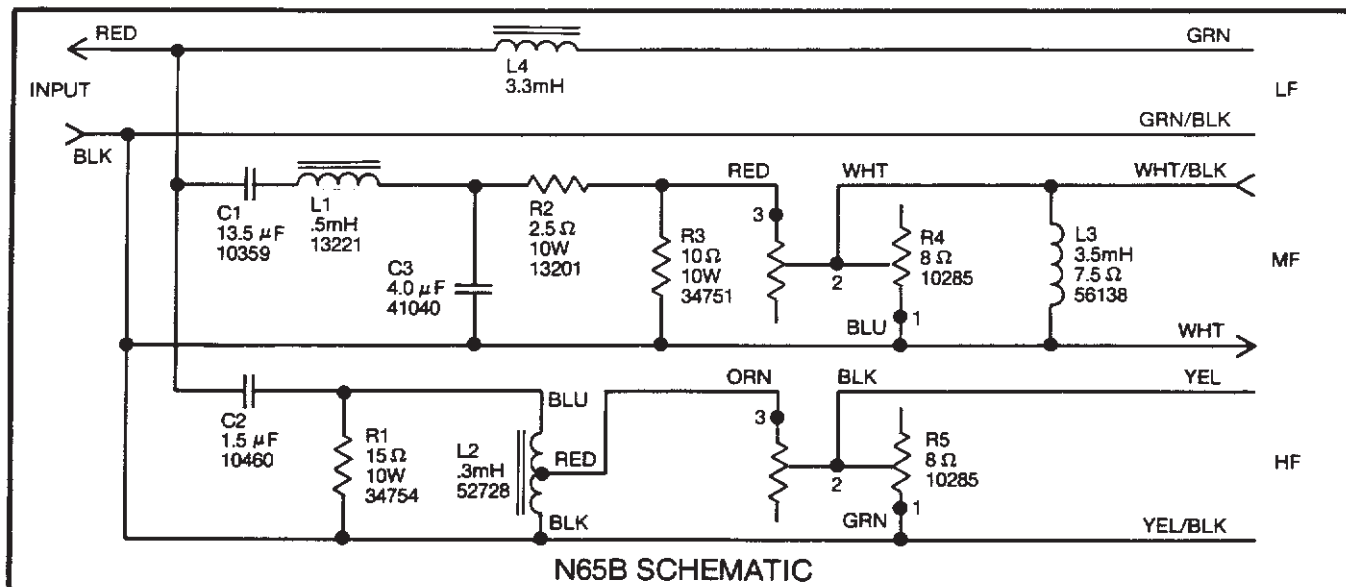 RED
GRN
L4
3.3mH
INPUT
LF
GRN/BLK
BLK
RED
WHT
WHT/BLK
C1
13.5 µF
10359
L1
.5mH
13221
R2
2.5 Ω
10W
13201
C3
4.0 µF
41040
R3
10 Ω
10W
34751
3
2
R4
8 Ω
10285
BLU
1
L3
3.5mH
7.5 Ω
56138
MF
WHT
ORN
BLK
YEL
C2
1.5 µF
10460
R1
15 Ω
10W
34754
BLU
L2
.3mH
52728
RED
BLK
3
2
R5
8 Ω
10285
GRN
1
HF
YEL/BLK
N65B SCHEMATIC